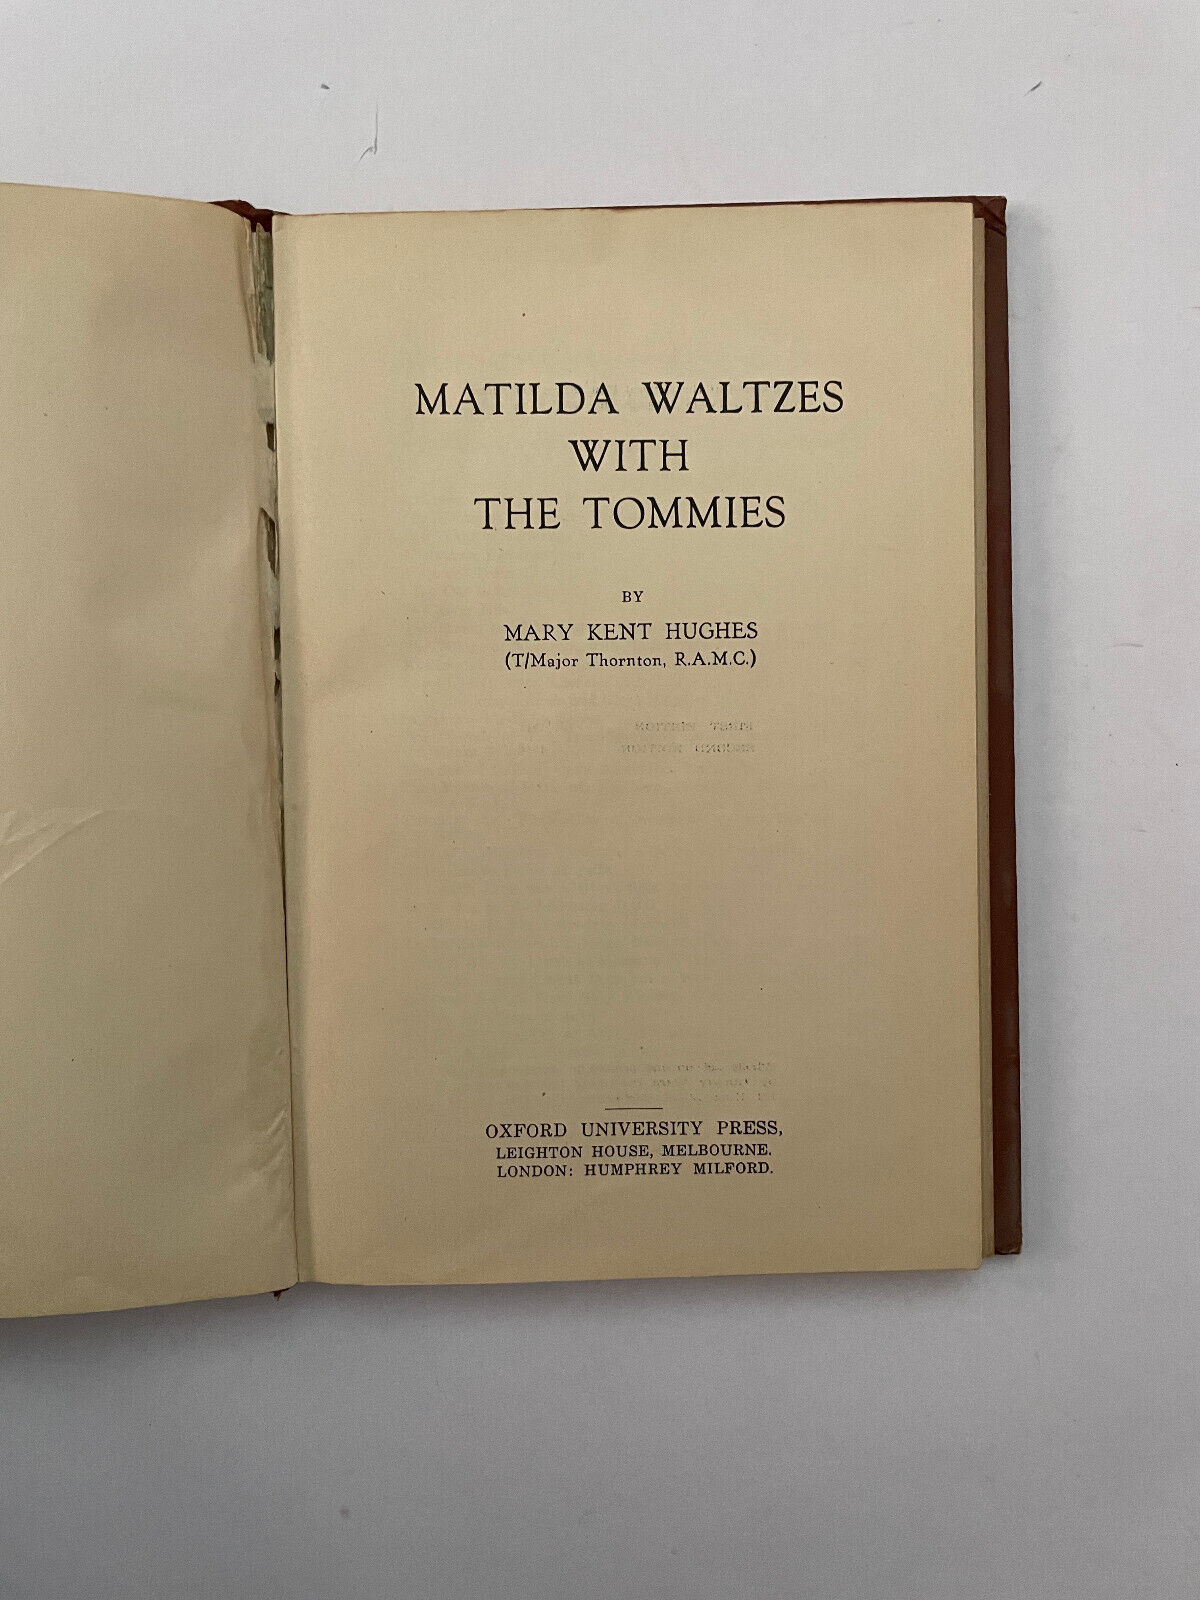 MATILDA WALTZES
WITH
THE TOMMIES
BY
MARY KENT HUGHES
(T/Major Thornton, R.A.M.C.)
OXFORD UNIVERSITY PRESS,
LEIGHTON HOUSE, MELBOURNE.
LONDON: HUMPHREY MILFORD.